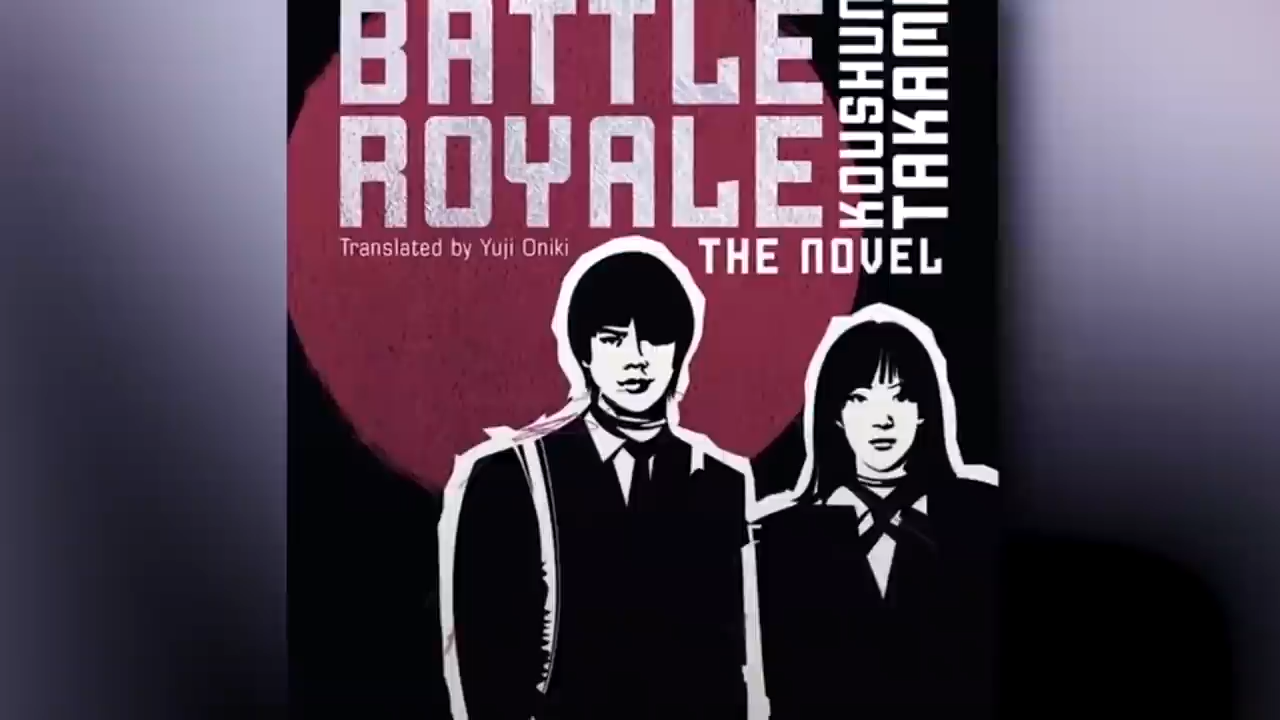 BATTLE
ROYALE
KOUSHUN
TAKAMI
Translated by Yuji Oniki
THE NOVEL